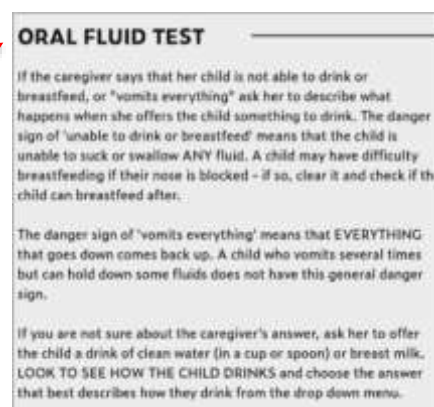 ORAL FLUID TEST
If the caregiver says that her child is not able to drink or
breastfeed, or "vomits everything" ask her to describe what
happens when she offers the child something to drink. The danger
sign of 'unable to drink or breastfeed' means that the child is
unable to suck or swallow ANY fluid. A child may have difficulty
breastfeeding if their nose is blocked – if so, clear it and check if th
child can breastfeed after.
The danger sign of 'vomits everything' means that EVERYTHING
that goes down comes back up. A child who vomits several times
but can hold down some fluids does not have this general danger
sign.
If you are not sure about the caregiver's answer, ask her to offer
the child a drink of clean water (in a cup or spoon) or breast milk.
LOOK TO SEE HOW THE CHILD DRINKS and choose the answer
that best describes how they drink from the drop down menu.